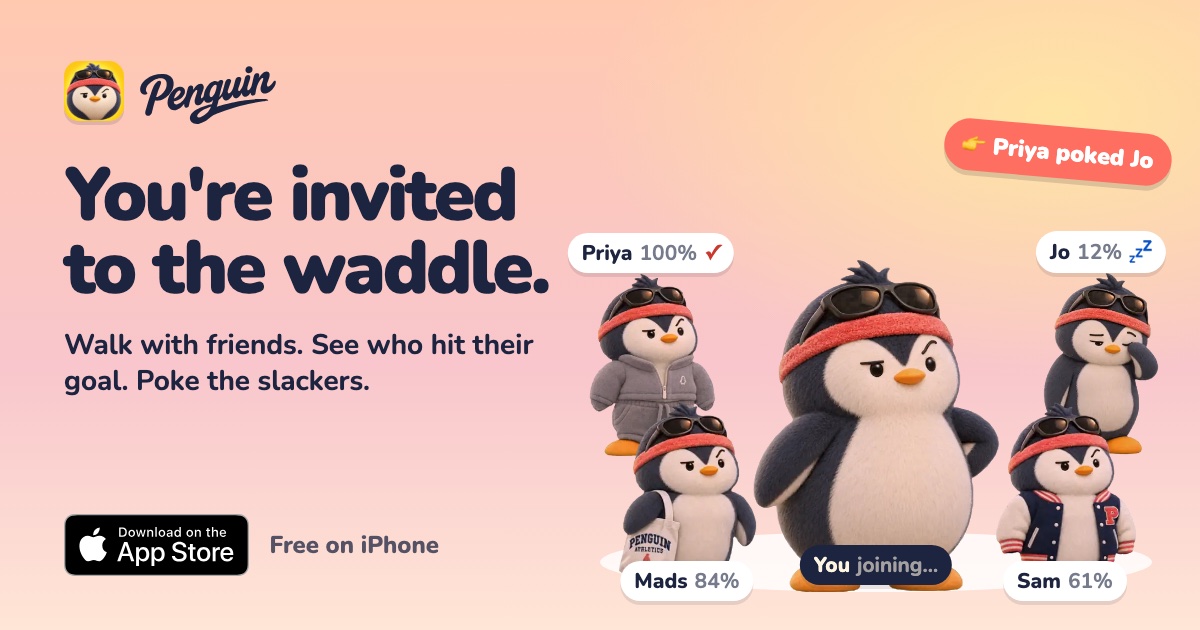 Penguin
You're invited
to the waddle.
Walk with friends. See who hit their
goal. Poke the slackers.
Download on the
App Store
Free on iPhone
👉 Priya poked Jo
Priya 100% ✓
Jo 12% 💤
PENGUIN
ATHLETICS
P
Mads 84%
You joining...
Sam 61%